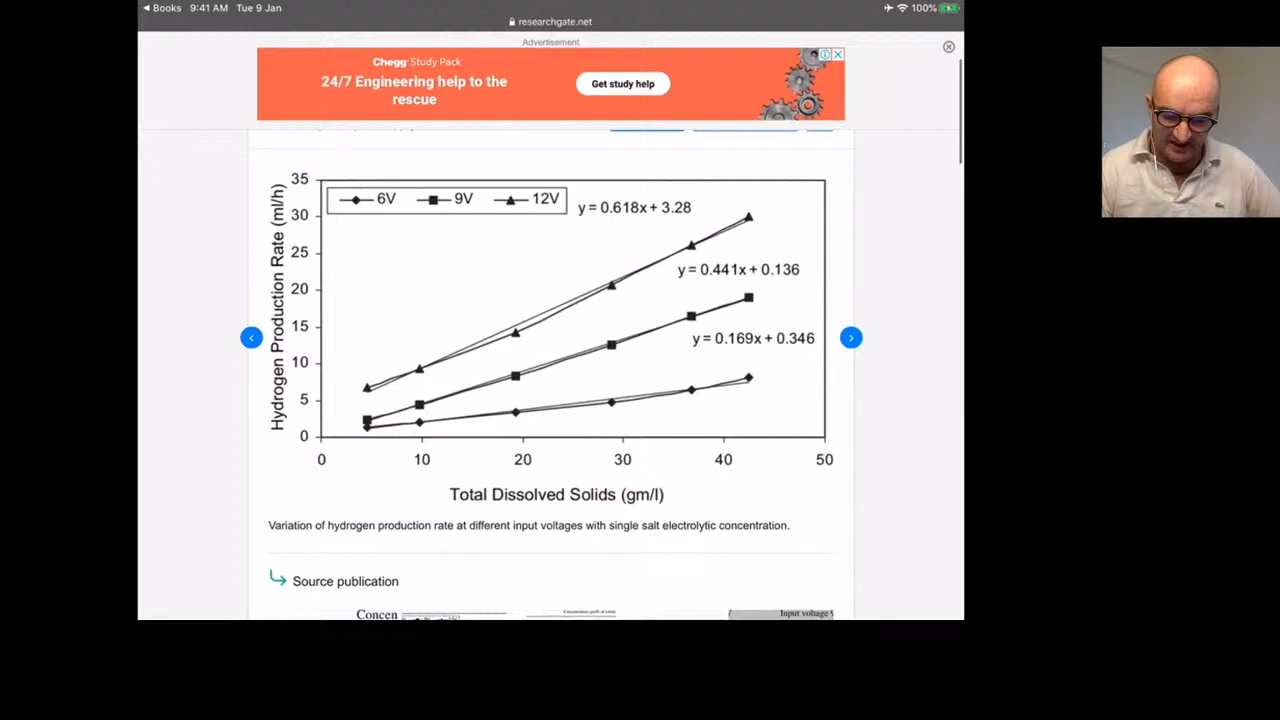 Books 9:41 AM Tue 9 Jan 100%
researchgate.net
Advertisement
Chegg Study Pack
24/7 Engineering help to the
rescue
Get study help
35
30
25
20
15
10
5
0
Hydrogen Production Rate (ml/h)
6V 9V 12V
y = 0.618x + 3.28
y = 0.441x + 0.136
y = 0.169x + 0.346
0 10 20 30 40 50
Total Dissolved Solids (gm/l)
Variation of hydrogen production rate at different input voltages with single salt electrolytic concentration.
Source publication
Concen
Input voltage